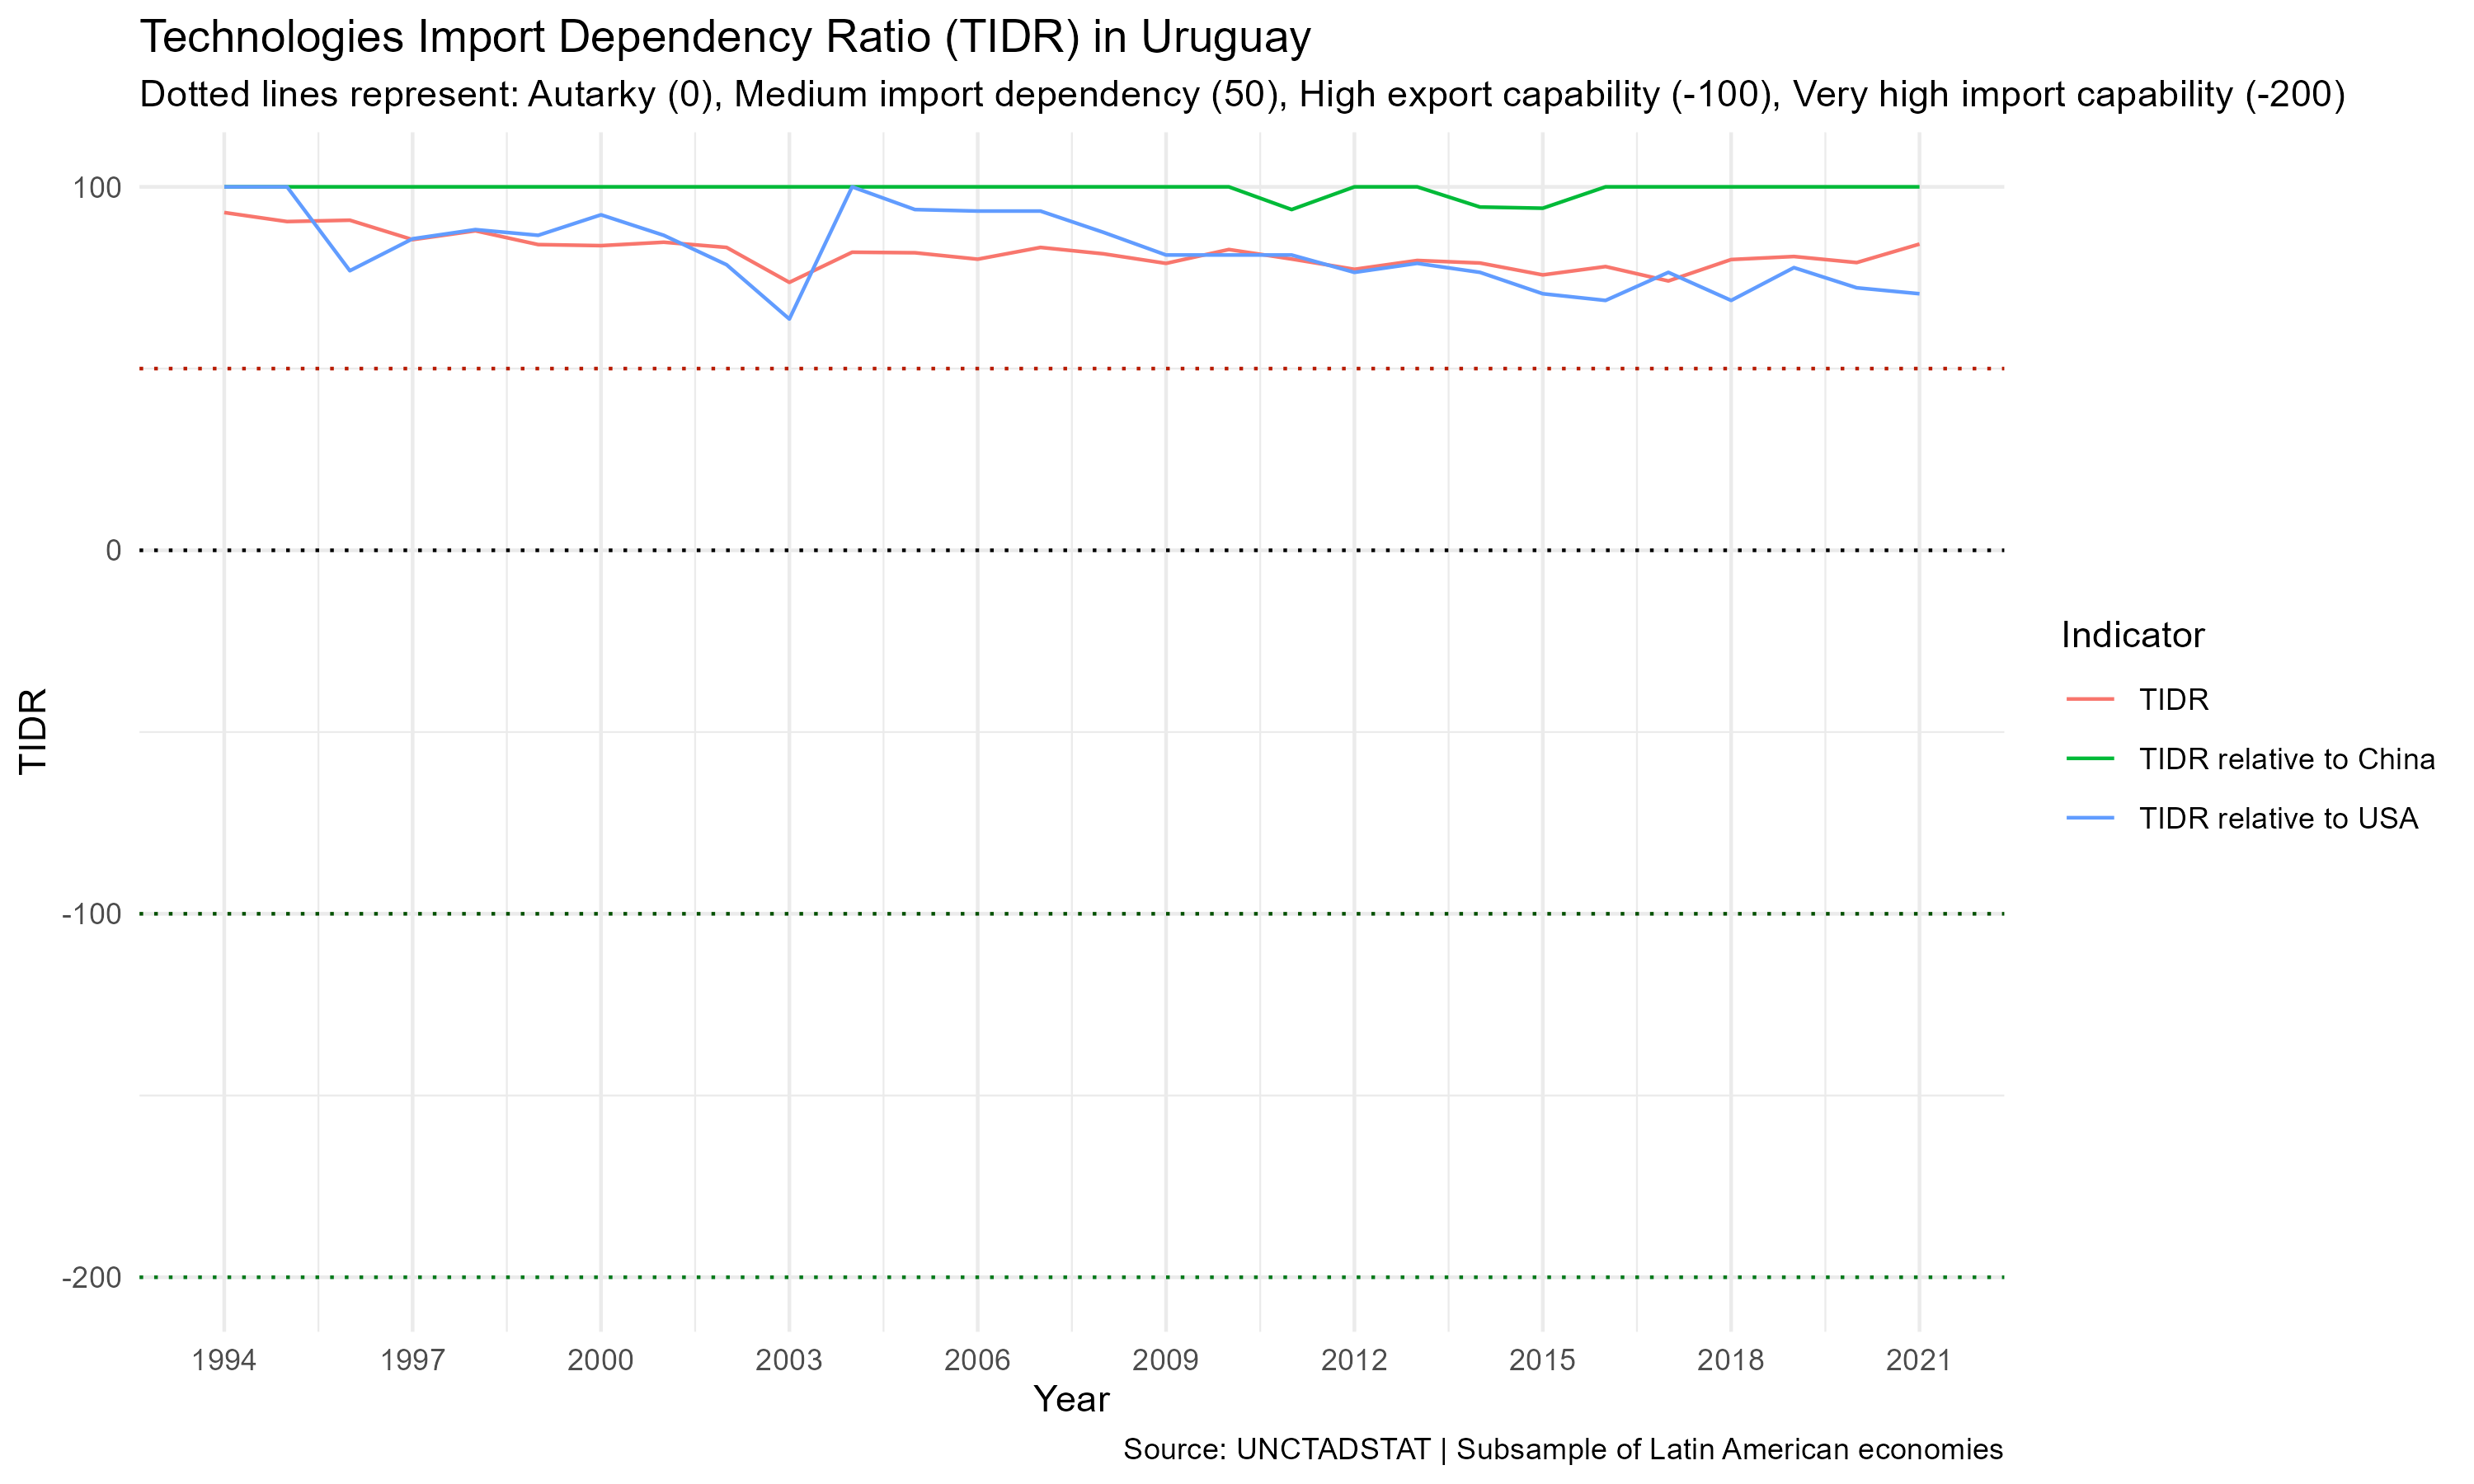 Technologies Import Dependency Ratio (TIDR) in Uruguay
Dotted lines represent: Autarky (0), Medium import dependency (50), High export capability (-100), Very high import capability (-200)
100
0
-100
-200
TIDR
1994 1997 2000 2003 2006 2009 2012 2015 2018 2021
Year
Indicator
TIDR
TIDR relative to China
TIDR relative to USA
Source: UNCTADSTAT | Subsample of Latin American economies